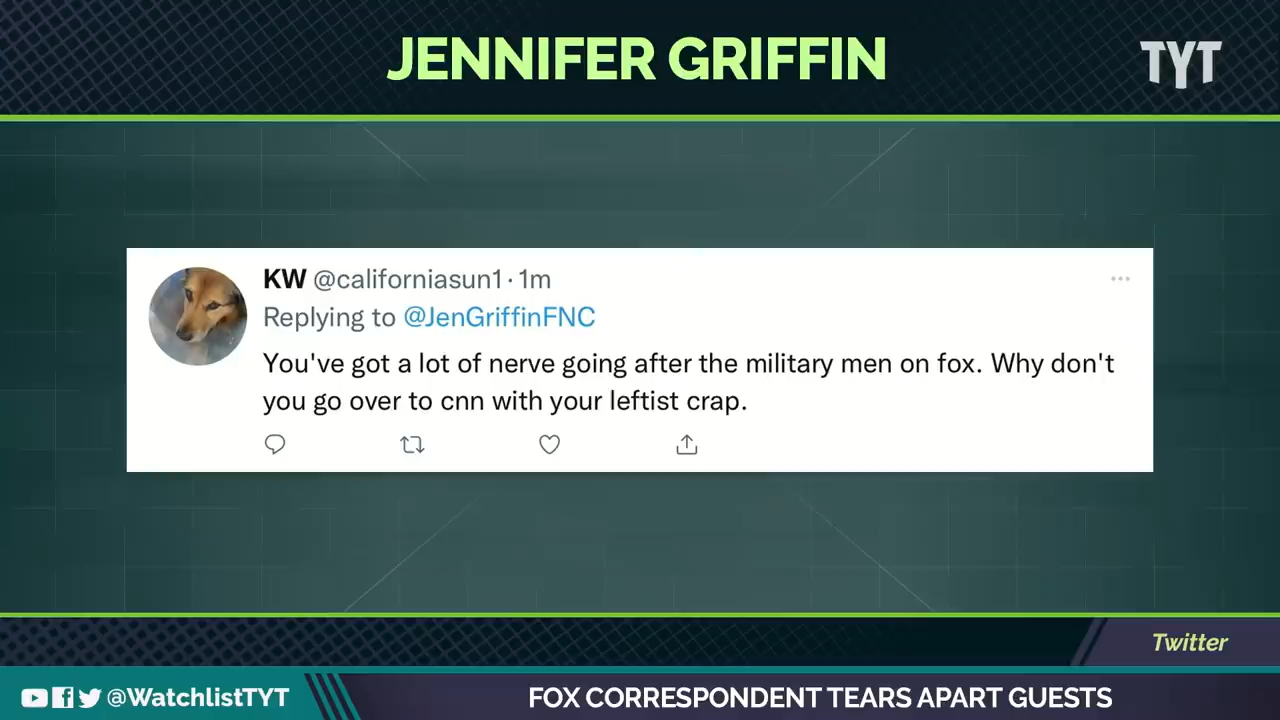 JENNIFER GRIFFIN
TYT
KW @californiasun1 · 1m
Replying to @JenGriffinFNC
You've got a lot of nerve going after the military men on fox. Why don't
you go over to cnn with your leftist crap.
Twitter
@WatchlistTYT
FOX CORRESPONDENT TEARS APART GUESTS